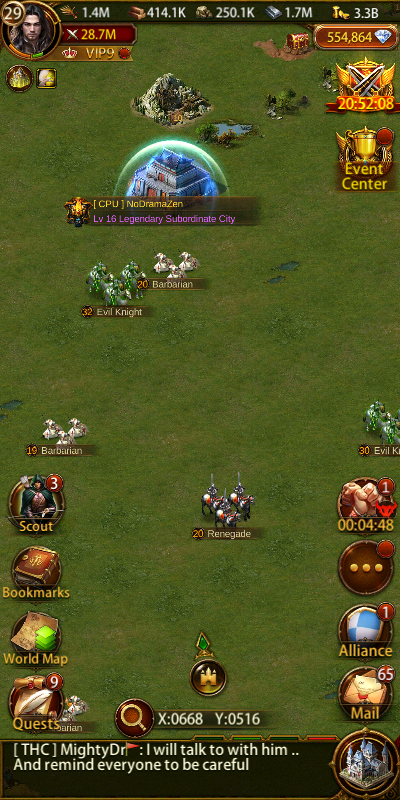 29
1.4M 414.1K 250.1K 1.7M 3.3B
28.7M
554,864
VIP9
20:52:08
19
Event
Center
[ CPU ] NoDramaZen
Lv 16 Legendary Subordinate City
20 Barbarian
32 Evil Knight
19 Barbarian
30 Evil K
3
Scout
1
00:04:48
20 Renegade
Bookmarks
World Map
1
Alliance
9
Quests
arian
65
Mail
X:0668 Y:0516
[ THC ] MightyDr : I will talk to with him ..
And remind everyone to be careful